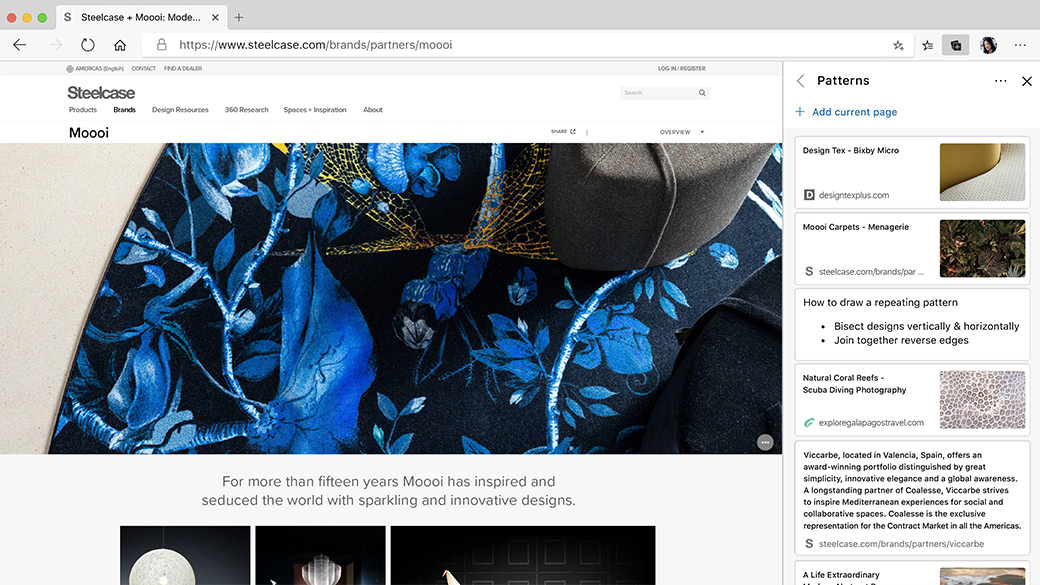 S Steelcase + Moooi: Mode...
https://www.steelcase.com/brands/partners/moooi
AMERICAS (English) CONTACT FIND A DEALER LOG IN / REGISTER
Steelcase
Search
Products Brands Design Resources 360 Research Spaces + Inspiration About
Moooi
SHARE
OVERVIEW
For more than fifteen years Moooi has inspired and
seduced the world with sparkling and innovative designs.
Patterns
Add current page
Design Tex - Bixby Micro
D designtexplus.com
Moooi Carpets - Menagerie
S steelcase.com/brands/par ...
How to draw a repeating pattern
• Bisect designs vertically & horizontally
• Join together reverse edges
Natural Coral Reefs -
Scuba Diving Photography
exploregalapagostravel.com
Viccarbe, located in Valencia, Spain, offers an
award-winning portfolio distinguished by great
simplicity, innovative elegance and a global awareness.
A longstanding partner of Coalesse, Viccarbe strives
to inspire Mediterranean experiences for social and
collaborative spaces. Coalesse is the exclusive
representation for the Contract Market in all the Americas.
S steelcase.com/brands/partners/viccarbe
A Life Extraordinary